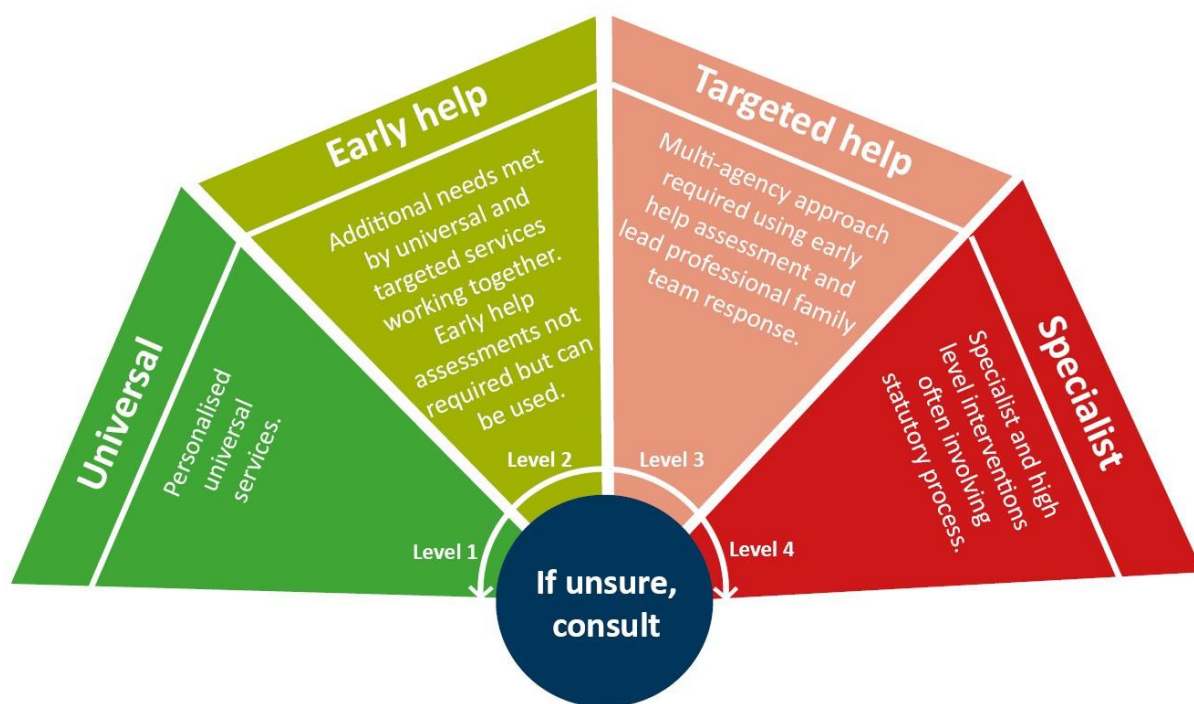 Universal
Personalised
universal
services.
Level 1
Early help
Additional needs met
by universal and
targeted services
working together.
Early help
assessments not
required but can
be used.
Level 2
Targeted help
Multi-agency approach
required using early
help assessment and
lead professional family
team response.
Level 3
Specialist
Specialist and high
level interventions
often involving
statutory process.
Level 4
If unsure,
consult